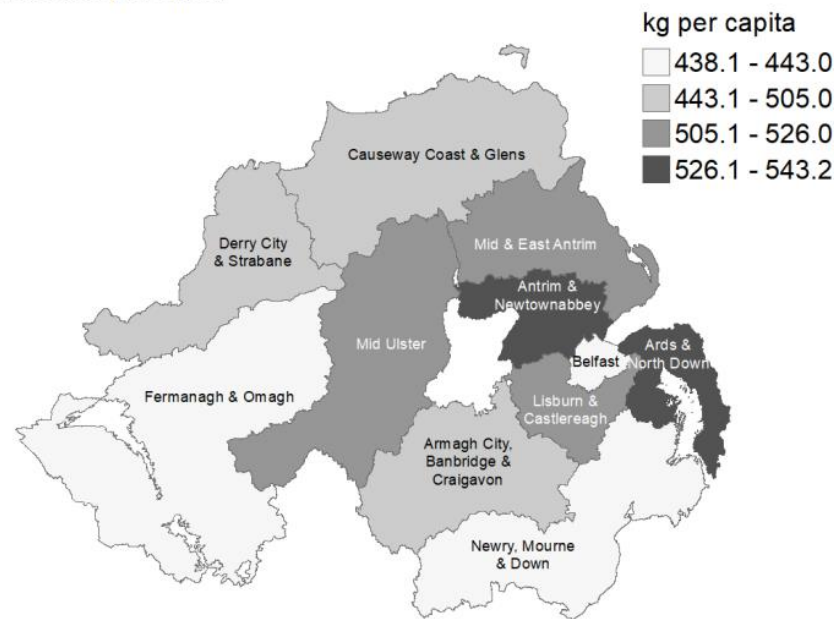 kg per capita
438.1 - 443.0
443.1 - 505.0
505.1 - 526.0
526.1 - 543.2
Causeway Coast & Glens
Derry City
& Strabane
Mid & East Antrim
Antrim &
Newtownabbey
Mid Ulster
Belfast
Ards &
North Down
Fermanagh & Omagh
Lisburn &
Castlereagh
Armagh City,
Banbridge &
Craigavon
Newry, Mourne
& Down